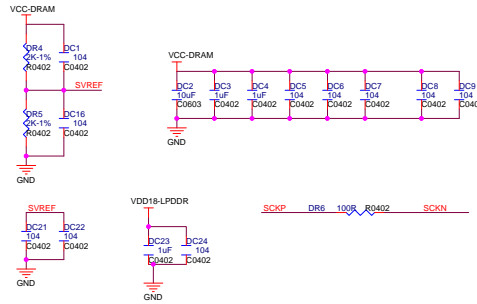 VCC-DRAM
DR4
2K-1%
R0402
DC1
104
C0402
SVREF
DR5
2K-1%
R0402
DC16
104
C0402
GND
VCC-DRAM
DC2
10uF
C0603
DC3
1uF
C0402
DC4
1uF
C0402
DC5
104
C0402
DC6
104
C0402
DC7
104
C0402
DC8
104
C0402
DC9
104
C040
GND
SVREF
DC21
104
C0402
DC22
104
C0402
GND
VDD18-LPDDR
DC23
1uF
C0402
DC24
104
C0402
GND
SCKP DR6 100R R0402 SCKN